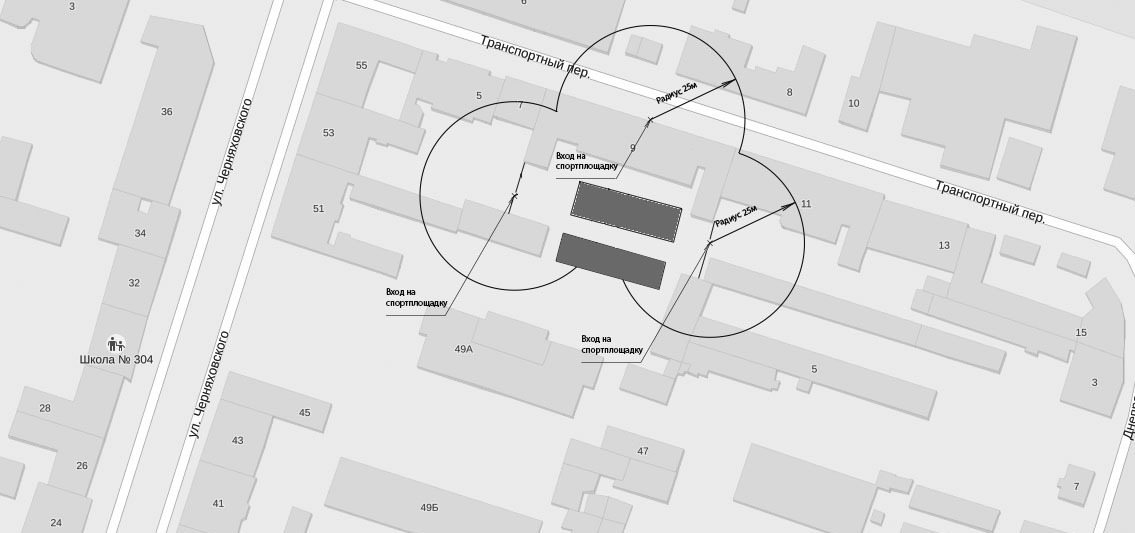 3
6
Транспортный пер.
55
5
7
Радиус 25м
8
10
36
ул. Черняховского
53
Вход на
спортплощадку
9
51
34
Радиус 25м
11
Транспортный пер.
13
32
Вход на
спортплощадку
Школа № 304
ул. Черняховского
49А
Вход на
спортплощадку
5
15
3
28
45
43
26
47
41
49Б
24
7